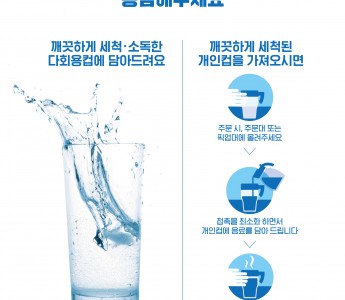 깨끗하게 세척·소독한
다회용컵에 담아드려요
깨끗하게 세척된
개인컵을 가져오시면
주문 시, 주문대 또는
픽업대에 올려주세요
접촉을 최소화 하면서
개인컵에 음료를 담아 드립니다